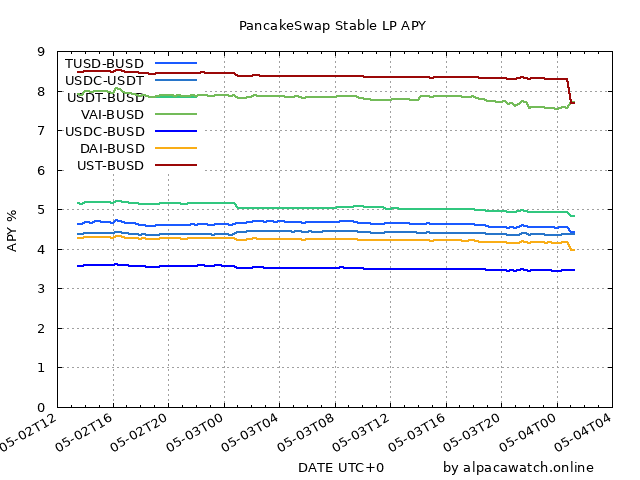 PancakeSwap Stable LP APY
9
8
7
6
5
4
3
2
1
0
APY %
TUSD-BUSD
USDC-USDT
USDT-BUSD
VAI-BUSD
USDC-BUSD
DAI-BUSD
UST-BUSD
05-02T12
05-02T16
05-02T20
05-03T00
05-03T04
05-03T08
05-03T12
05-03T16
05-03T20
05-04T00
05-04T04
DATE UTC+0
by alpacawatch.online